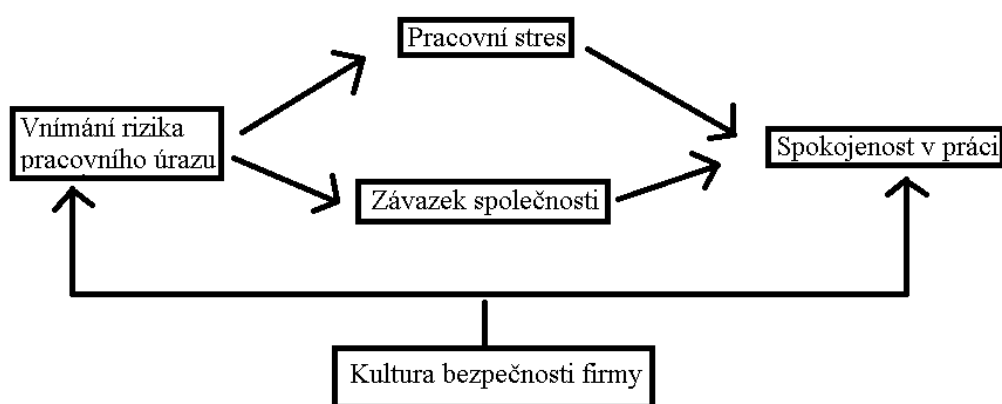 Pracovní stres
Vnímání rizika
pracovního úrazu
Spokojenost v práci
Závazek společnosti
Kultura bezpečnosti firmy